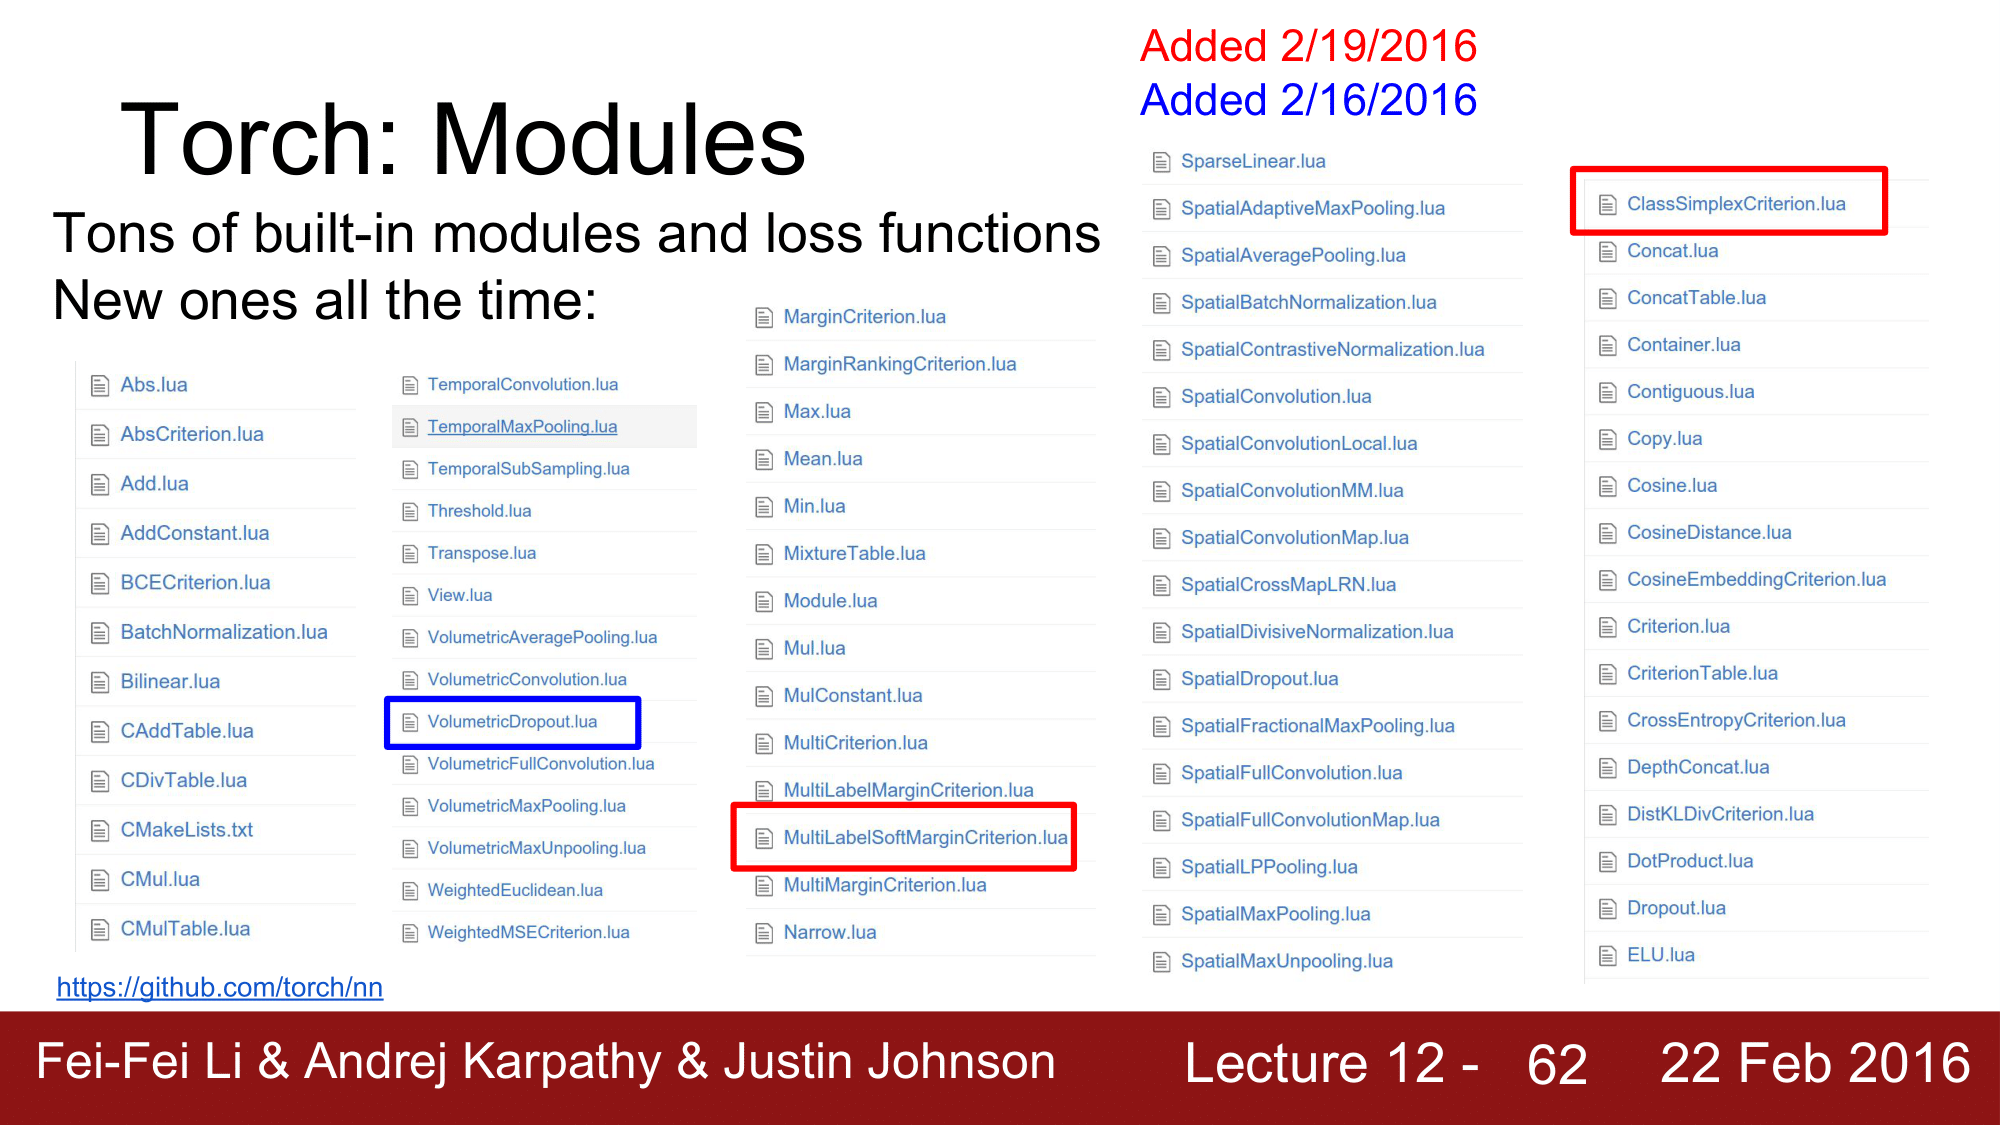 Added 2/19/2016
Added 2/16/2016
Torch: Modules
Tons of built-in modules and loss functions
New ones all the time:
Abs.lua
AbsCriterion.lua
Add.lua
AddConstant.lua
BCECriterion.lua
BatchNormalization.lua
Bilinear.lua
CAddTable.lua
CDivTable.lua
CMakeLists.txt
CMul.lua
CMulTable.lua
TemporalConvolution.lua
TemporalMaxPooling.lua
TemporalSubSampling.lua
Threshold.lua
Transpose.lua
View.lua
VolumetricAveragePooling.lua
VolumetricConvolution.lua
VolumetricDropout.lua
VolumetricFullConvolution.lua
VolumetricMaxPooling.lua
VolumetricMaxUnpooling.lua
WeightedEuclidean.lua
WeightedMSECriterion.lua
MarginCriterion.lua
MarginRankingCriterion.lua
Max.lua
Mean.lua
Min.lua
MixtureTable.lua
Module.lua
Mul.lua
MulConstant.lua
MultiCriterion.lua
MultiLabelMarginCriterion.lua
MultiLabelSoftMarginCriterion.lua
MultiMarginCriterion.lua
Narrow.lua
SparseLinear.lua
SpatialAdaptiveMaxPooling.lua
SpatialAveragePooling.lua
SpatialBatchNormalization.lua
SpatialContrastiveNormalization.lua
SpatialConvolution.lua
SpatialConvolutionLocal.lua
SpatialConvolutionMM.lua
SpatialConvolutionMap.lua
SpatialCrossMapLRN.lua
SpatialDivisiveNormalization.lua
SpatialDropout.lua
SpatialFractionalMaxPooling.lua
SpatialFullConvolution.lua
SpatialFullConvolutionMap.lua
SpatialLPPooling.lua
SpatialMaxPooling.lua
SpatialMaxUnpooling.lua
ClassSimplexCriterion.lua
Concat.lua
ConcatTable.lua
Container.lua
Contiguous.lua
Copy.lua
Cosine.lua
CosineDistance.lua
CosineEmbeddingCriterion.lua
Criterion.lua
CriterionTable.lua
CrossEntropyCriterion.lua
DepthConcat.lua
DistKLDivCriterion.lua
DotProduct.lua
Dropout.lua
ELU.lua
https://github.com/torch/nn
Fei-Fei Li & Andrej Karpathy & Justin Johnson
Lecture 12 - 62
22 Feb 2016